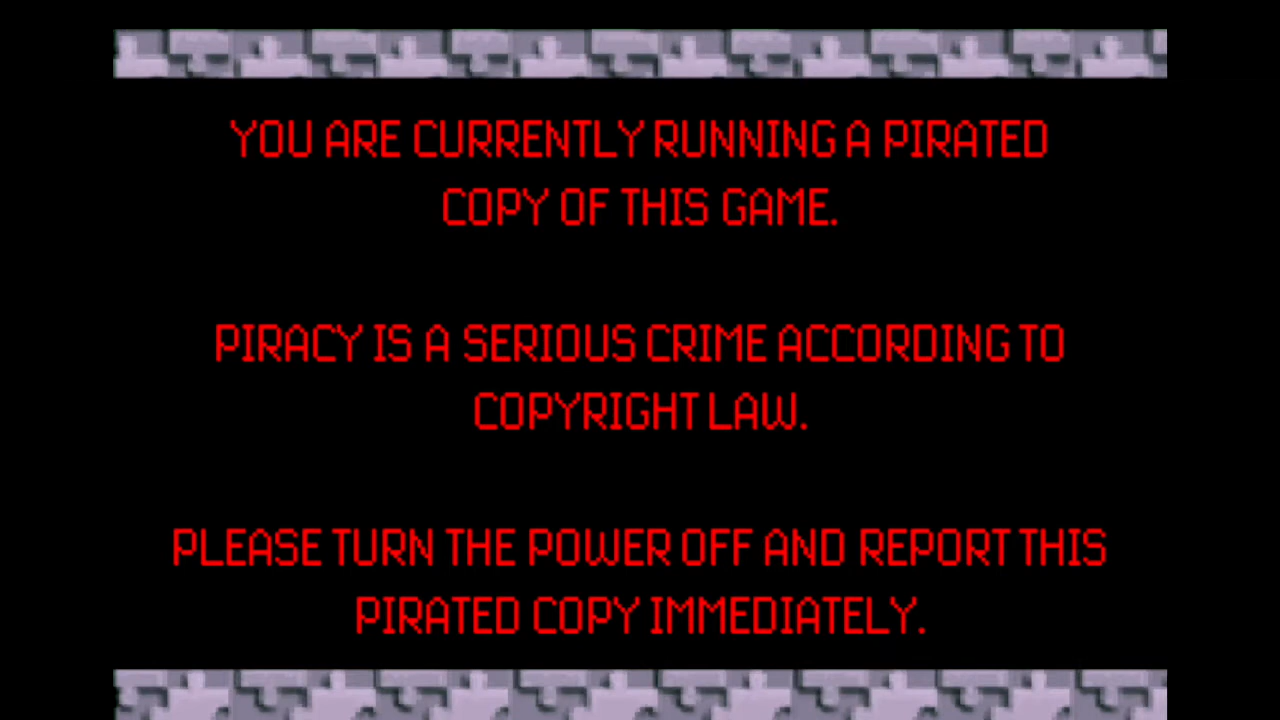 YOU ARE CURRENTLY RUNNING A PIRATED
COPY OF THIS GAME.
PIRACY IS A SERIOUS CRIME ACCORDING TO
COPYRIGHT LAW.
PLEASE TURN THE POWER OFF AND REPORT THIS
PIRATED COPY IMMEDIATELY.